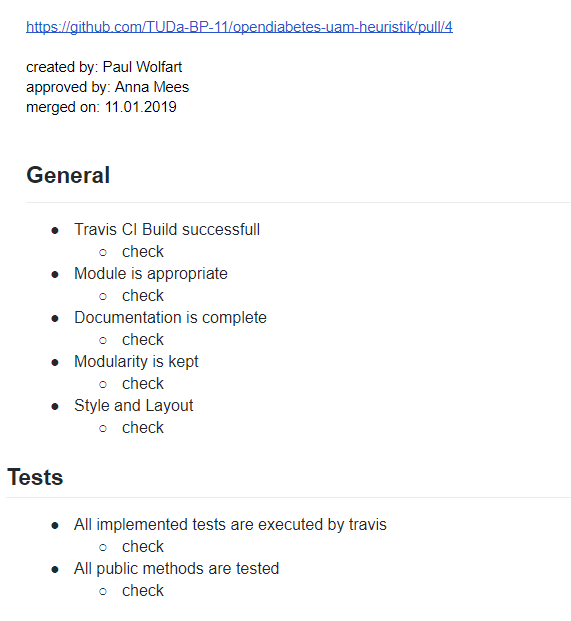 https://github.com/TUDa-BP-11/opendiabetes-uam-heuristik/pull/4
created by: Paul Wolfart
approved by: Anna Mees
merged on: 11.01.2019
General
● Travis CI Build successfull
○ check
● Module is appropriate
○ check
● Documentation is complete
○ check
● Modularity is kept
○ check
● Style and Layout
○ check
Tests
● All implemented tests are executed by travis
○ check
● All public methods are tested
○ check